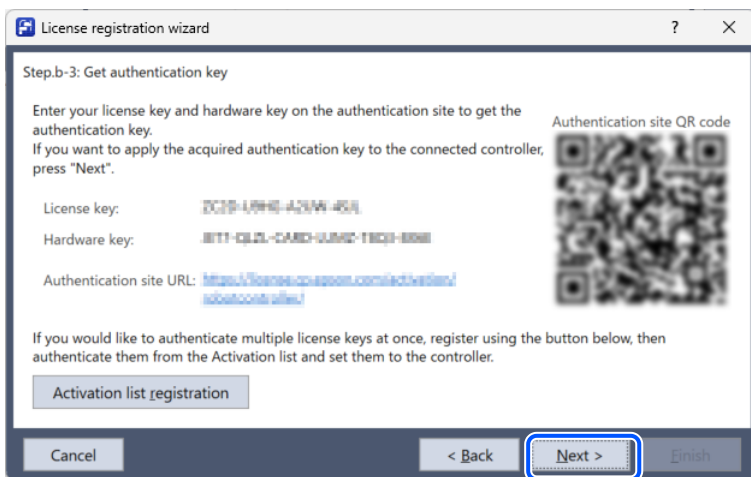 License registration wizard
?
Step.b-3: Get authentication key
Enter your license key and hardware key on the authentication site to get the
authentication key.
If you want to apply the acquired authentication key to the connected controller,
press "Next".
Authentication site QR code
License key:
Hardware key:
Authentication site URL:
If you would like to authenticate multiple license keys at once, register using the button below, then
authenticate them from the Activation list and set them to the controller.
Activation list registration
Cancel
< Back
Next >
Finish